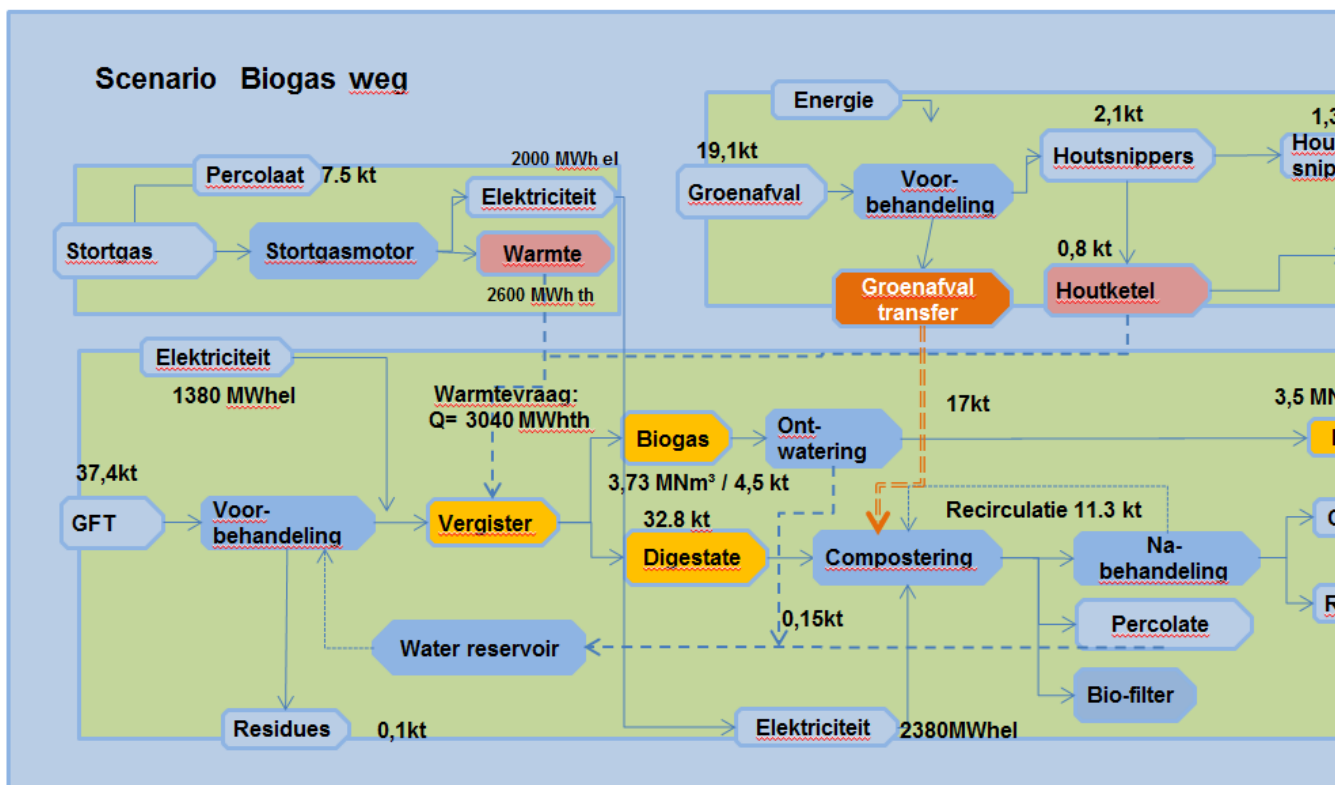 Scenario Biogas weg
Energie
2,1kt
1,3
2000 MWh el
19,1kt
Percolaat 7.5 kt
Houtsnippers
Hou
snip
Elektriciteit
Groenafval
Voor-
behandeling
Stortgas
Stortgasmotor
Warmte
0,8 kt
2600 MWh th
Groenafval
transfer
Houtketel
Elektriciteit
1380 MWhel
Warmtevraag:
Q= 3040 MWhth
17kt
3,5 MN
Biogas
Ont-
watering
37,4kt
3,73 MNm³ / 4,5 kt
GFT
Voor-
behandeling
Vergister
32.8 kt
Recirculatie 11.3 kt
Digestate
Compostering
Na-
behandeling
0,15kt
R
Percolate
Water reservoir
Bio-filter
Residues
0,1kt
Elektriciteit
2380MWhel